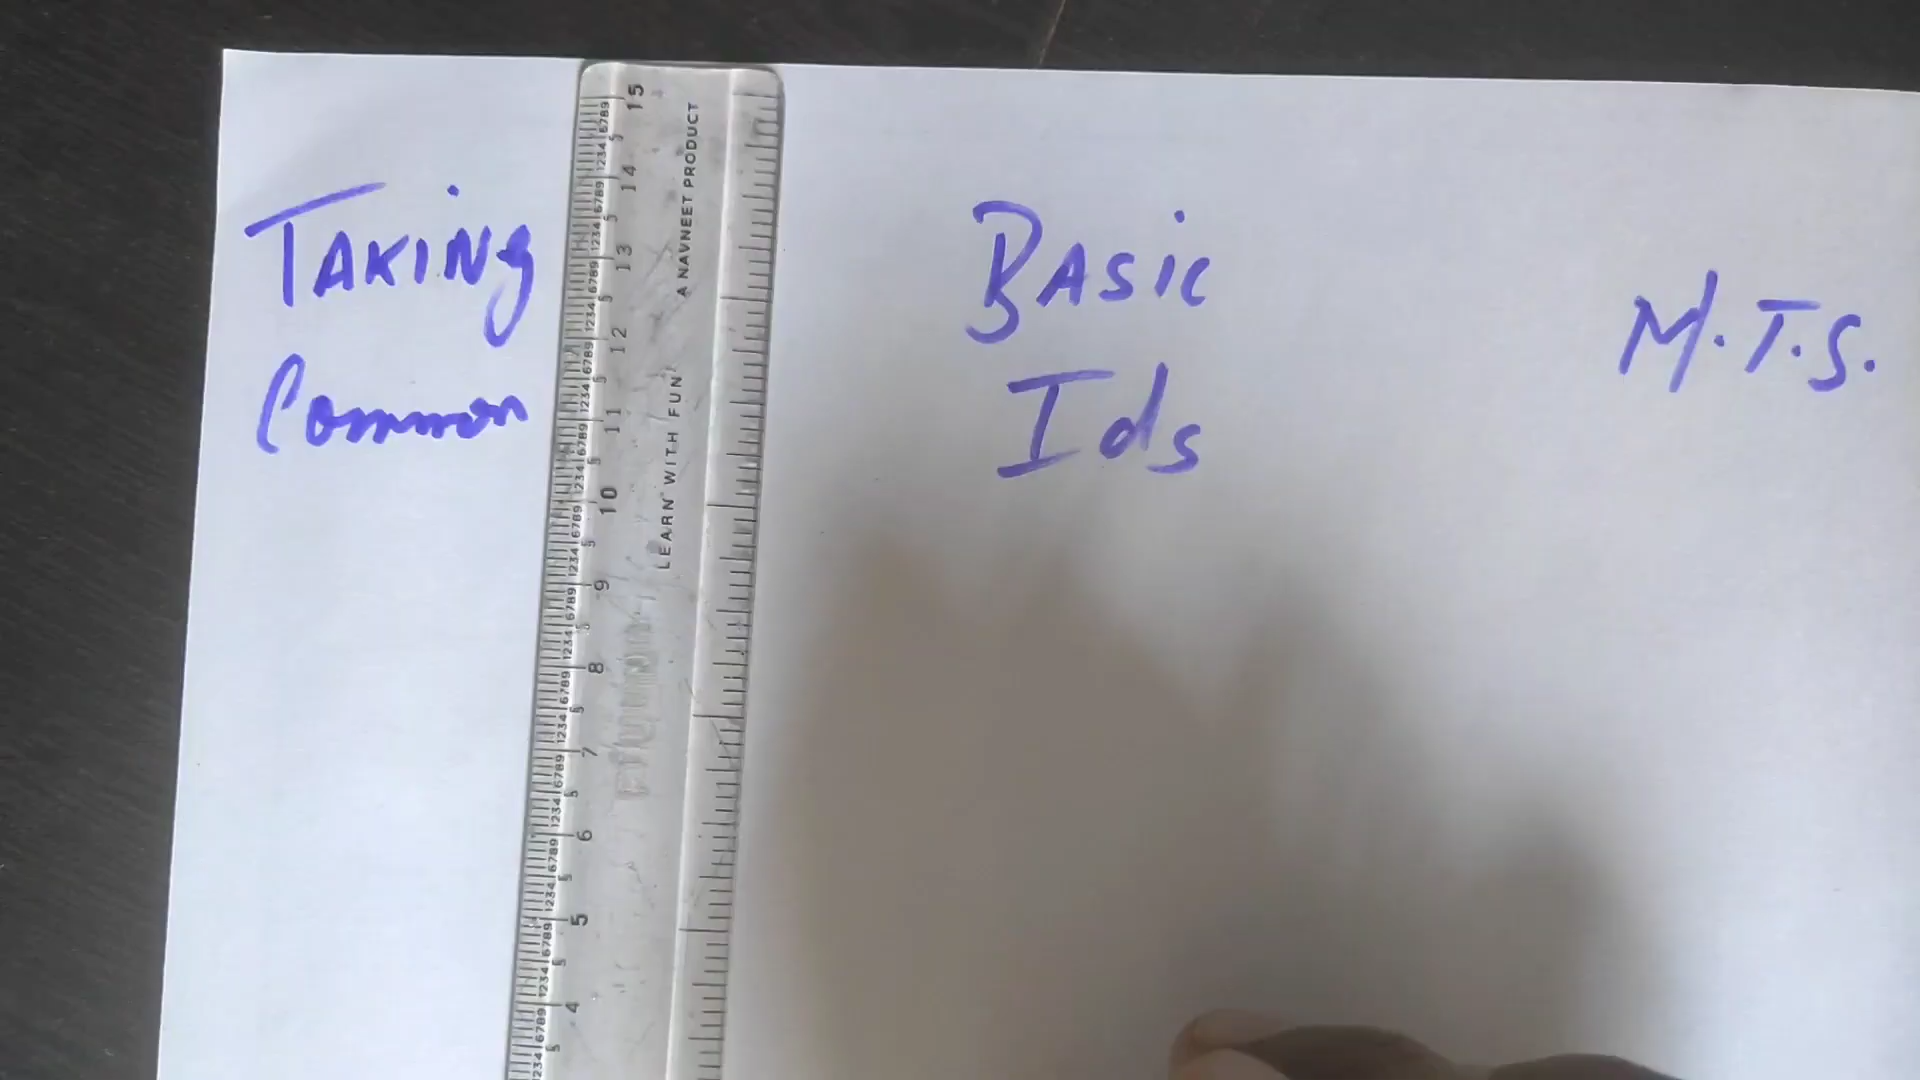 TAKING
Common
BASIC
Ids
M.T.S.
A NAVNEET PRODUCT
LEARN WITH FUN
15
14
13
12
11
10
9
8
7
6
5
4